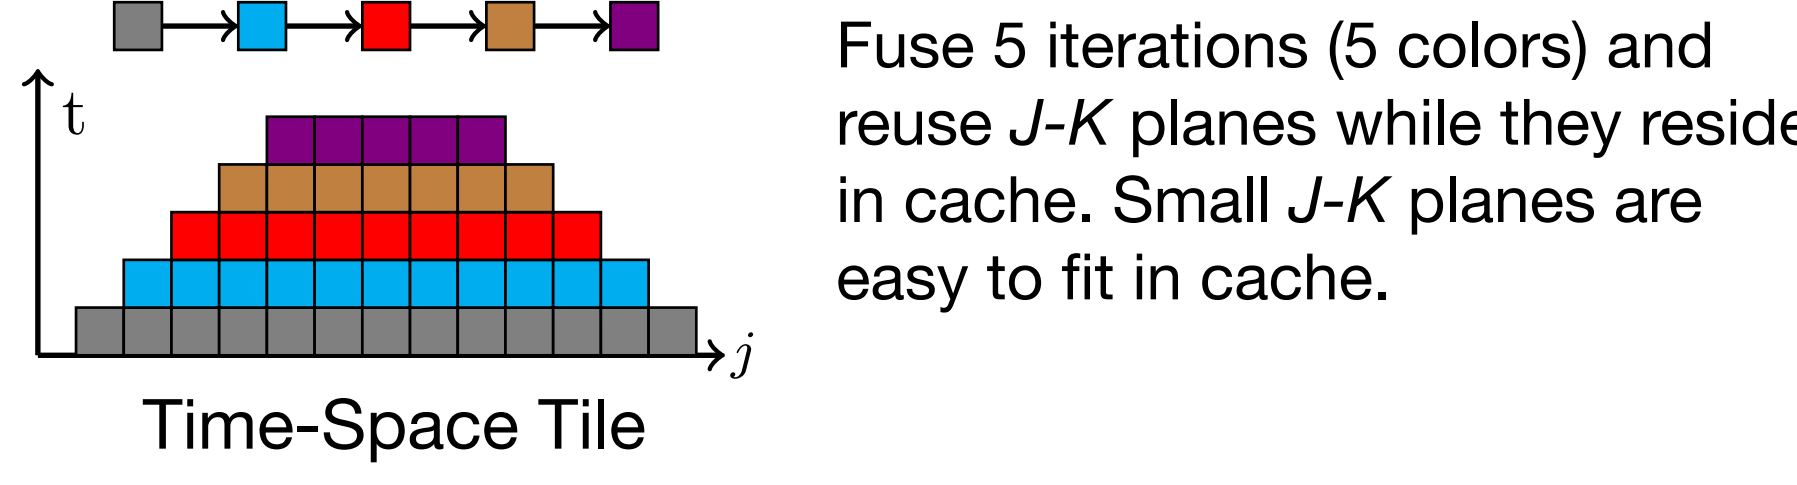 t
j
Time-Space Tile
Fuse 5 iterations (5 colors) and
reuse J-K planes while they reside
in cache. Small J-K planes are
easy to fit in cache.